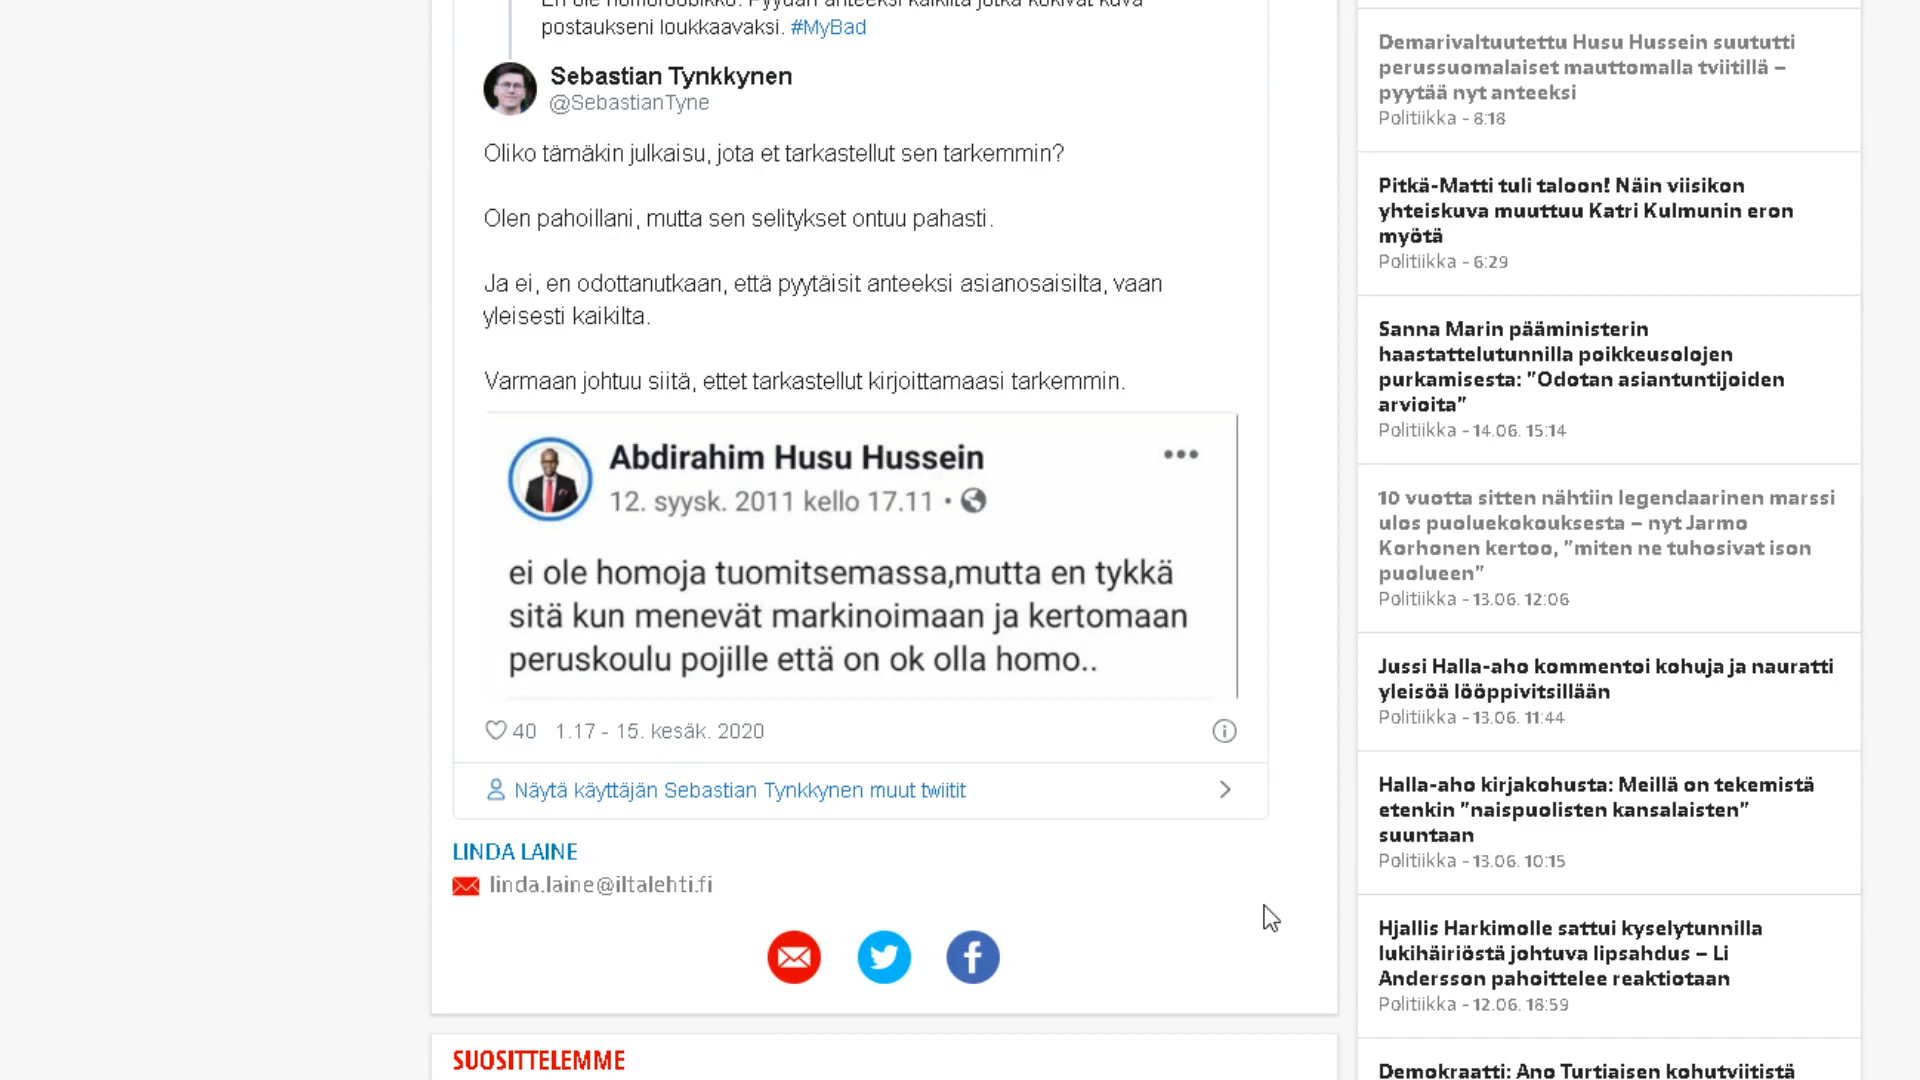 En ole homofoobikko. Pyydän anteeksi kaikilta jotka kokivat kuva
postaukseni loukkaavaksi. #MyBad
Sebastian Tynkkynen
@SebastianTyne
Oliko tämäkin julkaisu, jota et tarkastellut sen tarkemmin?
Olen pahoillani, mutta sen selitykset ontuu pahasti.
Ja ei, en odottanutkaan, että pyytäisit anteeksi asianosaisilta, vaan
yleisesti kaikilta.
Varmaan johtuu siitä, ettet tarkastellut kirjoittamaasi tarkemmin.
Abdirahim Husu Hussein
12. syysk. 2011 kello 17.11 •
ei ole homoja tuomitsemassa,mutta en tykkä
sitä kun menevät markinoimaan ja kertomaan
peruskoulu pojille että on ok olla homo..
40 1.17 - 15. kesäk. 2020
Näytä käyttäjän Sebastian Tynkkynen muut twiitit
LINDA LAINE
linda.laine@iltalehti.fi
SUOSITTELEMME
Demarivaltuutettu Husu Hussein suututti
perussuomalaiset mauttomalla tviitillä –
pyytää nyt anteeksi
Politiikka - 8:18
Pitkä-Matti tuli taloon! Näin viisikon
yhteiskuva muuttuu Katri Kulmunin eron
myötä
Politiikka - 6:29
Sanna Marin pääministerin
haastattelutunnilla poikkeusolojen
purkamisesta: ”Odotan asiantuntijoiden
arvioita”
Politiikka - 14.06. 15:14
10 vuotta sitten nähtiin legendaarinen marssi
ulos puoluekokouksesta – nyt Jarmo
Korhonen kertoo, ”miten ne tuhosivat ison
puolueen”
Politiikka - 13.06. 12:06
Jussi Halla-aho kommentoi kohuja ja nauratti
yleisöä lööppivitsillään
Politiikka - 13.06. 11:44
Halla-aho kirjakohusta: Meillä on tekemistä
etenkin ”naispuolisten kansalaisten”
suuntaan
Politiikka - 13.06. 10:15
Hjallis Harkimolle sattui kyselytunnilla
lukihäiriöstä johtuva lipsahdus – Li
Andersson pahoittelee reaktiotaan
Politiikka - 12.06. 18:59
Demokraatti: Ano Turtiaisen kohutviitistä